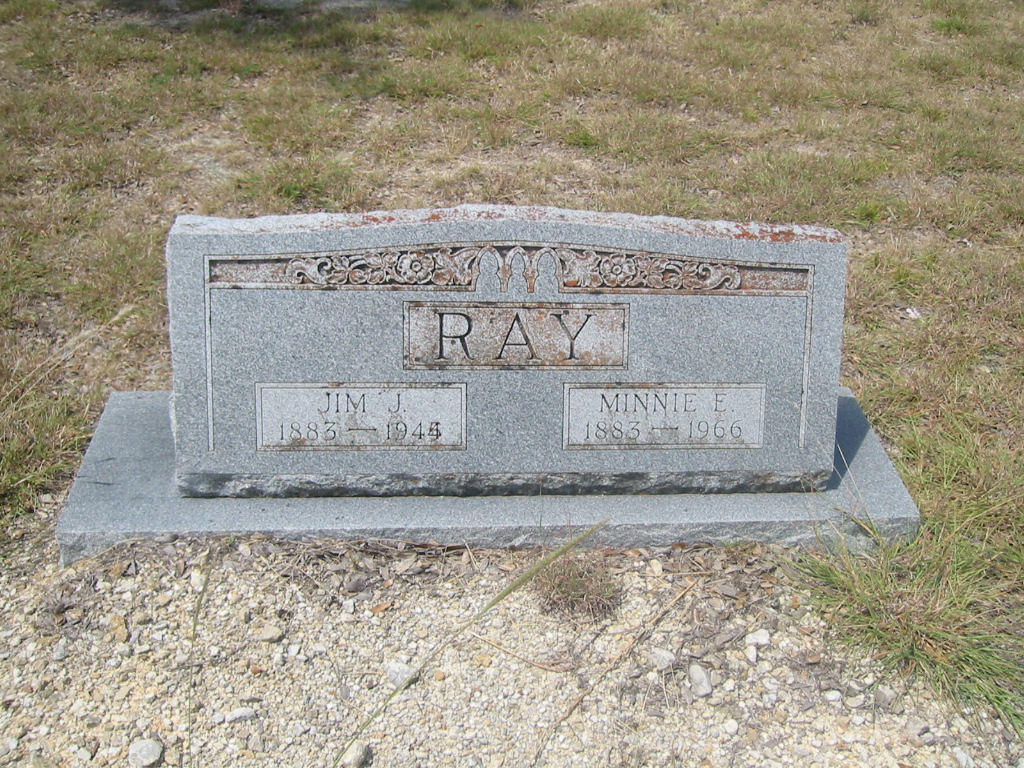 RAY
JIM J.
1883 — 1944
MINNIE E.
1883 — 1966